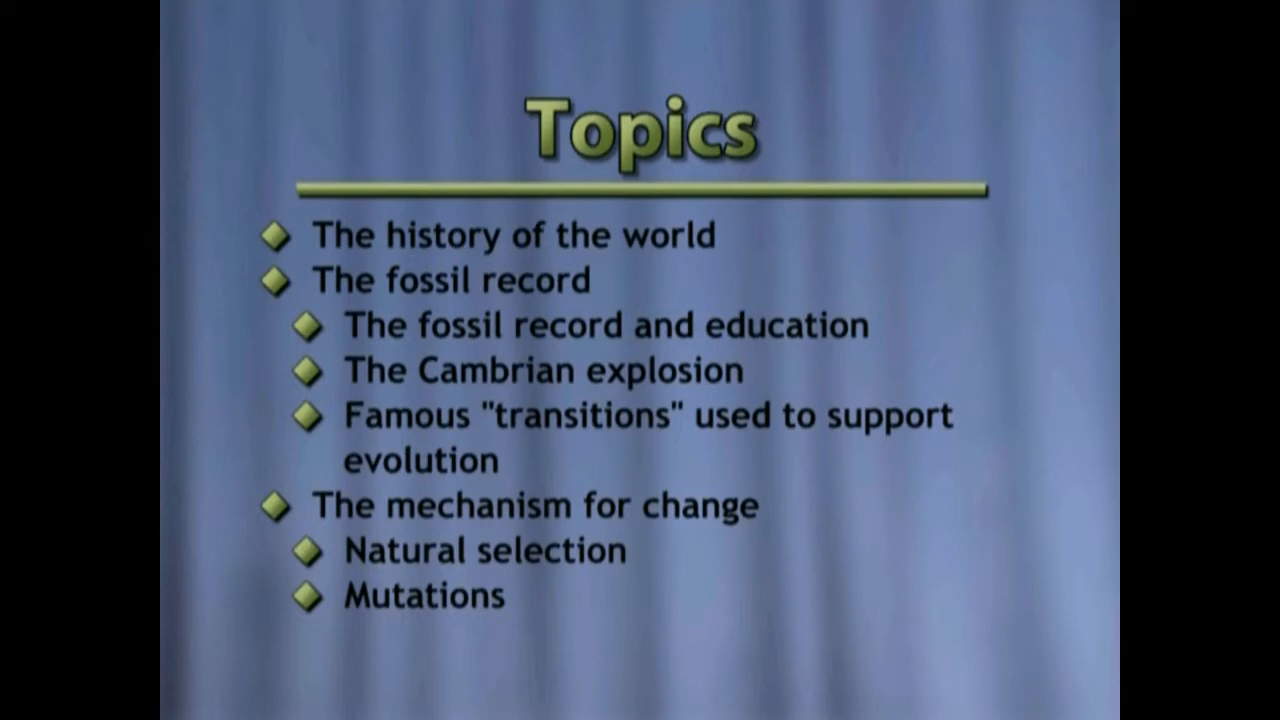 Topics
The history of the world
The fossil record
The fossil record and education
The Cambrian explosion
Famous "transitions" used to support
evolution
The mechanism for change
Natural selection
Mutations